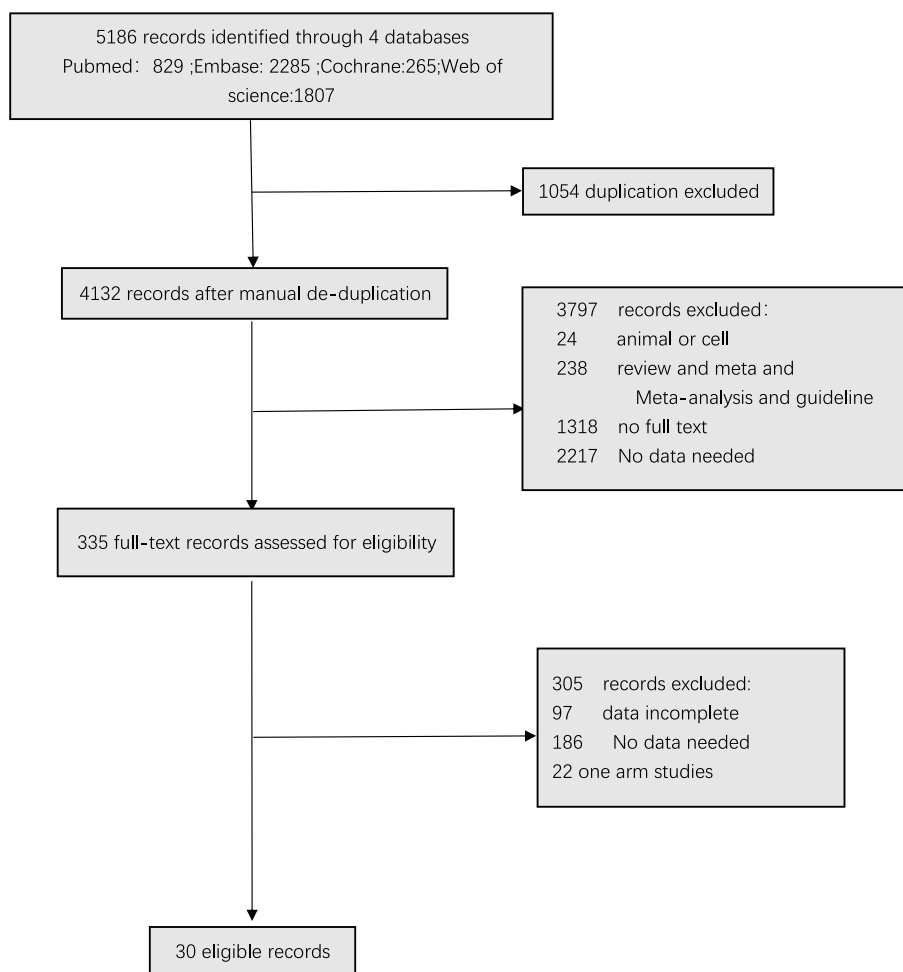 5186 records identified through 4 databases
Pubmed： 829 ;Embase: 2285 ;Cochrane:265;Web of
science:1807
1054 duplication excluded
4132 records after manual de-duplication
3797 records excluded：
24 animal or cell
238 review and meta and
Meta-analysis and guideline
1318 no full text
2217 No data needed
335 full-text records assessed for eligibility
305 records excluded:
97 data incomplete
186 No data needed
22 one arm studies
30 eligible records